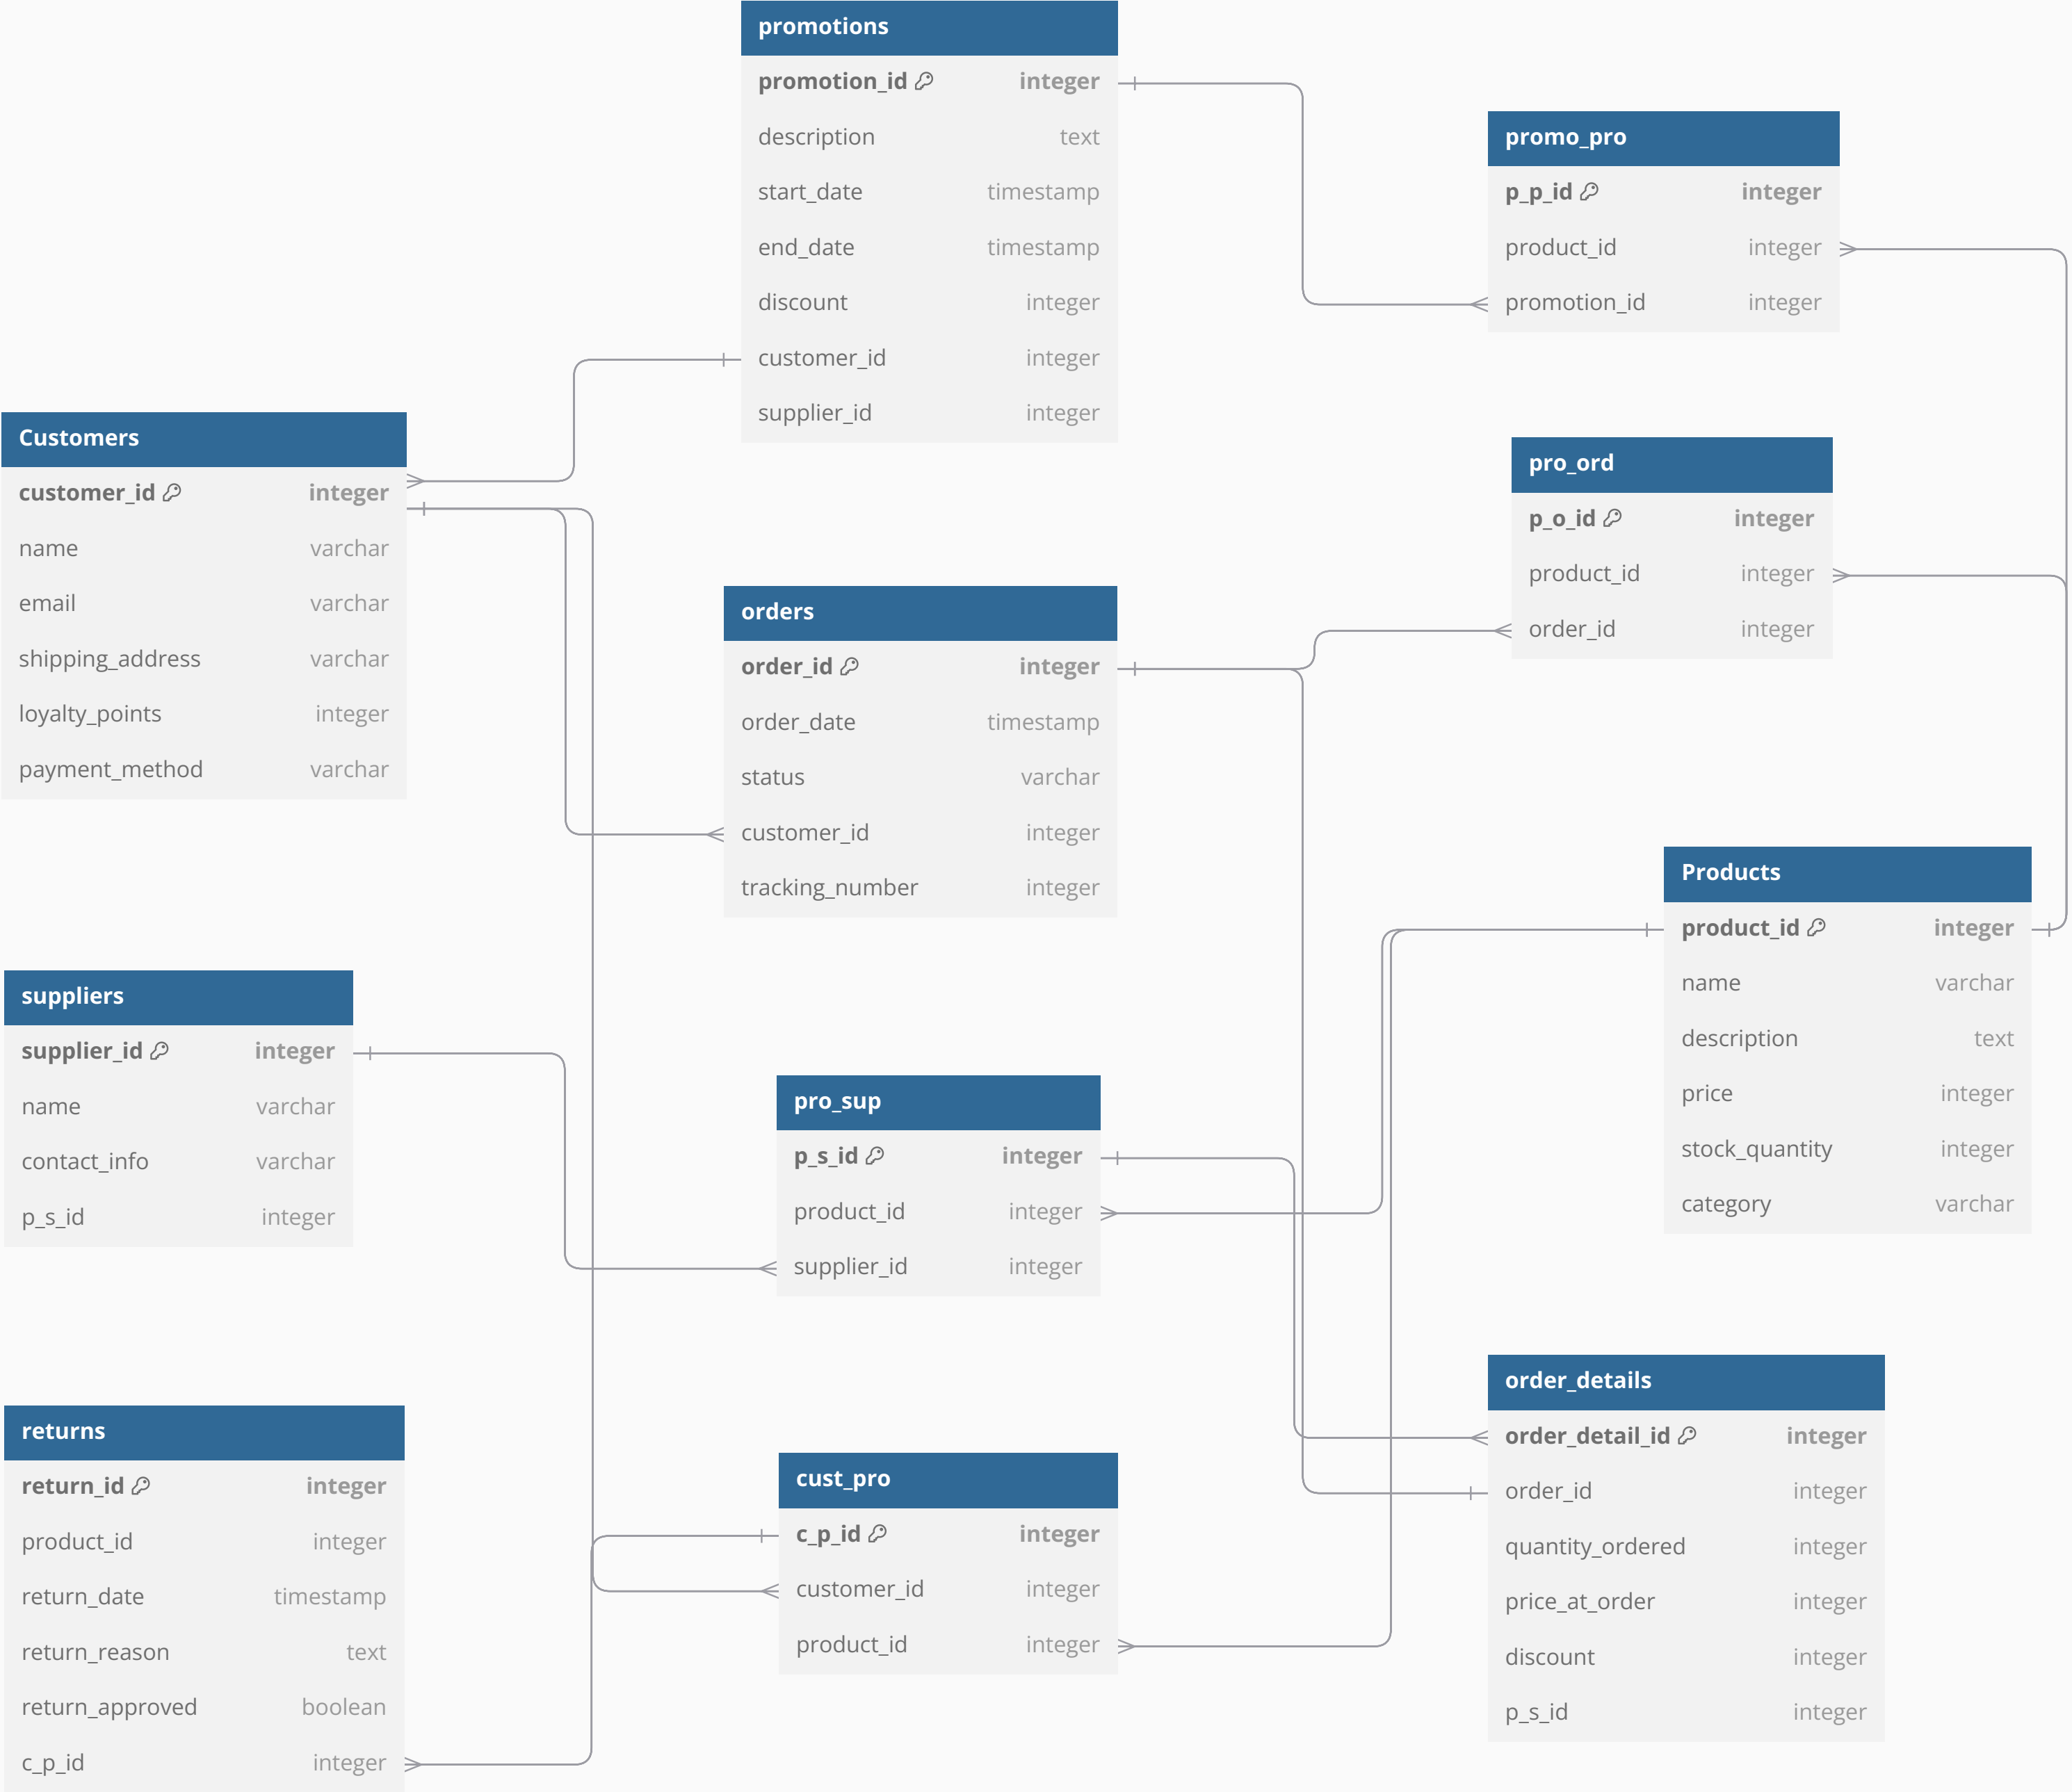 promotions
promotion_id integer
description text
start_date timestamp
end_date timestamp
discount integer
customer_id integer
supplier_id integer
promo_pro
p_p_id integer
product_id integer
promotion_id integer
Customers
customer_id integer
name varchar
email varchar
shipping_address varchar
loyalty_points integer
payment_method varchar
pro_ord
p_o_id integer
product_id integer
order_id integer
orders
order_id integer
order_date timestamp
status varchar
customer_id integer
tracking_number integer
Products
product_id integer
name varchar
description text
price integer
stock_quantity integer
category varchar
suppliers
supplier_id integer
name varchar
contact_info varchar
p_s_id integer
pro_sup
p_s_id integer
product_id integer
supplier_id integer
order_details
order_detail_id integer
order_id integer
quantity_ordered integer
price_at_order integer
discount integer
p_s_id integer
returns
return_id integer
product_id integer
return_date timestamp
return_reason text
return_approved boolean
c_p_id integer
cust_pro
c_p_id integer
customer_id integer
product_id integer